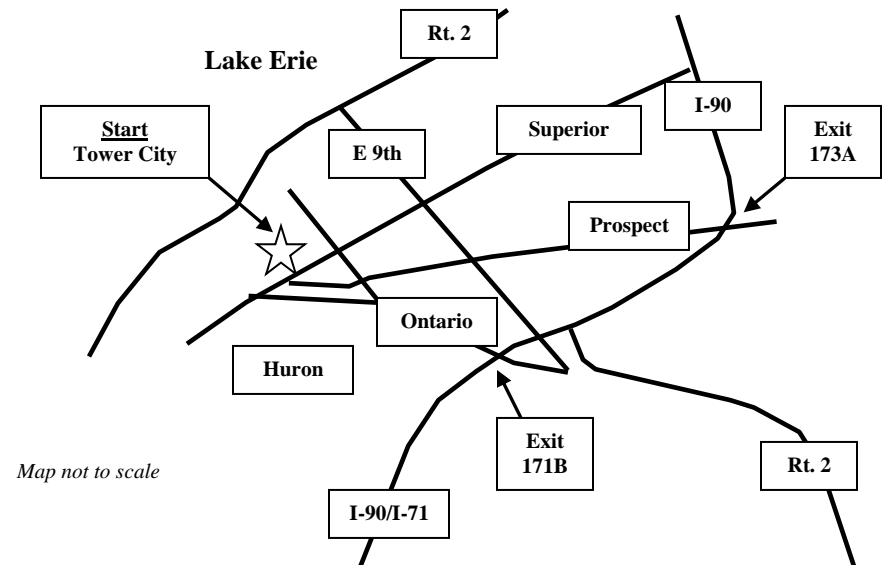 Rt. 2
Lake Erie
Start
Tower City
E 9th
Superior
I-90
Exit
173A
Prospect
Ontario
Huron
Exit
171B
Rt. 2
Map not to scale
I-90/I-71